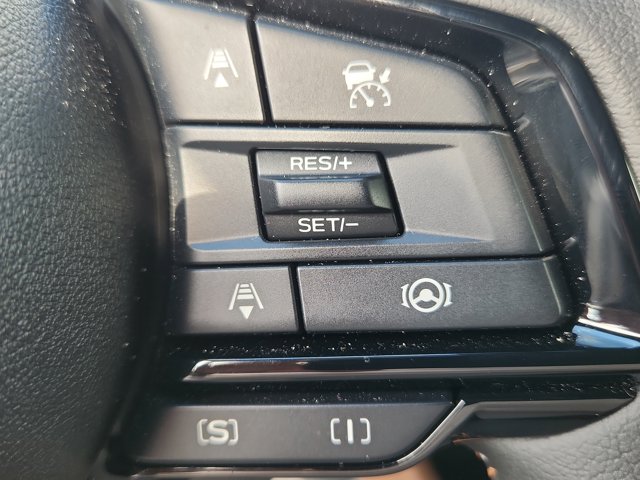 RES/+
SET/−
[S] [I]